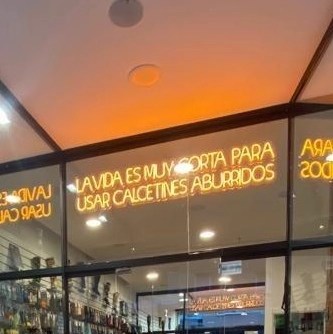 LA VIDA ES MUY CORTA PARA
USAR CALCETINES ABURRIDOS